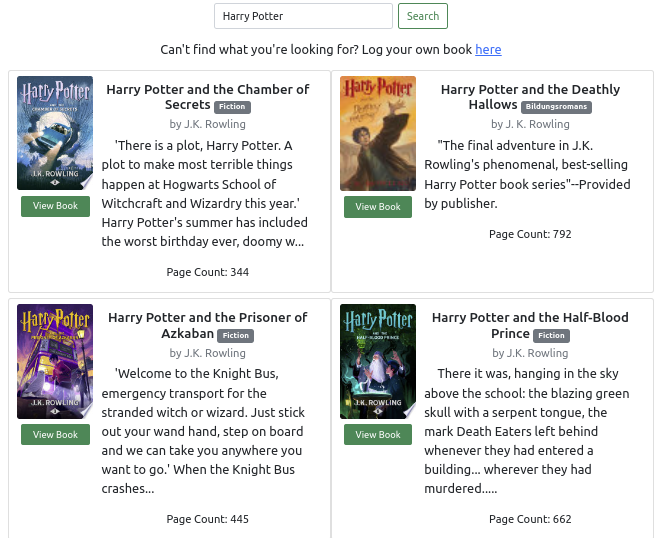 Harry Potter
Search
Can't find what you're looking for? Log your own book here
Harry Potter
AND THE
CHAMBER OF SECRETS
J.K. ROWLING
View Book
Harry Potter and the Chamber of
Secrets Fiction
by J.K. Rowling
'There is a plot, Harry Potter. A
plot to make most terrible things
happen at Hogwarts School of
Witchcraft and Wizardry this year.'
Harry Potter's summer has included
the worst birthday ever, doomy w...
Page Count: 344
Harry Potter
View Book
Harry Potter and the Deathly
Hallows Bildungsromans
by J. K. Rowling
"The final adventure in J.K.
Rowling's phenomenal, best-selling
Harry Potter book series"--Provided
by publisher.
Page Count: 792
Harry Potter
AND THE
PRISONER OF AZKABAN
J.K. ROWLING
View Book
Harry Potter and the Prisoner of
Azkaban Fiction
by J.K. Rowling
'Welcome to the Knight Bus,
emergency transport for the
stranded witch or wizard. Just stick
out your wand hand, step on board
and we can take you anywhere you
want to go.' When the Knight Bus
crashes...
Page Count: 445
Harry Potter
AND THE
HALF-BLOOD PRINCE
J.K. ROWLING
View Book
Harry Potter and the Half-Blood
Prince Fiction
by J.K. Rowling
There it was, hanging in the sky
above the school: the blazing green
skull with a serpent tongue, the
mark Death Eaters left behind
whenever they had entered a
building... wherever they had
murdered.....
Page Count: 662